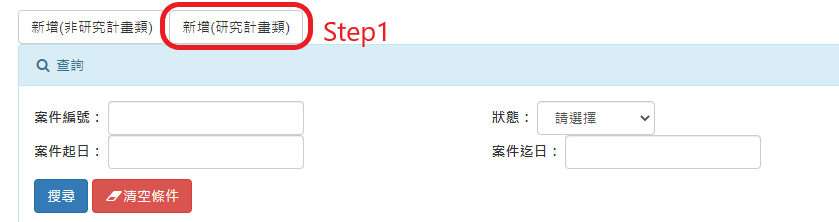 新增(非研究計畫類) 新增(研究計畫類) Step1
查詢
案件編號： 狀態： 請選擇
案件起日： 案件迄日：
搜尋 清空條件